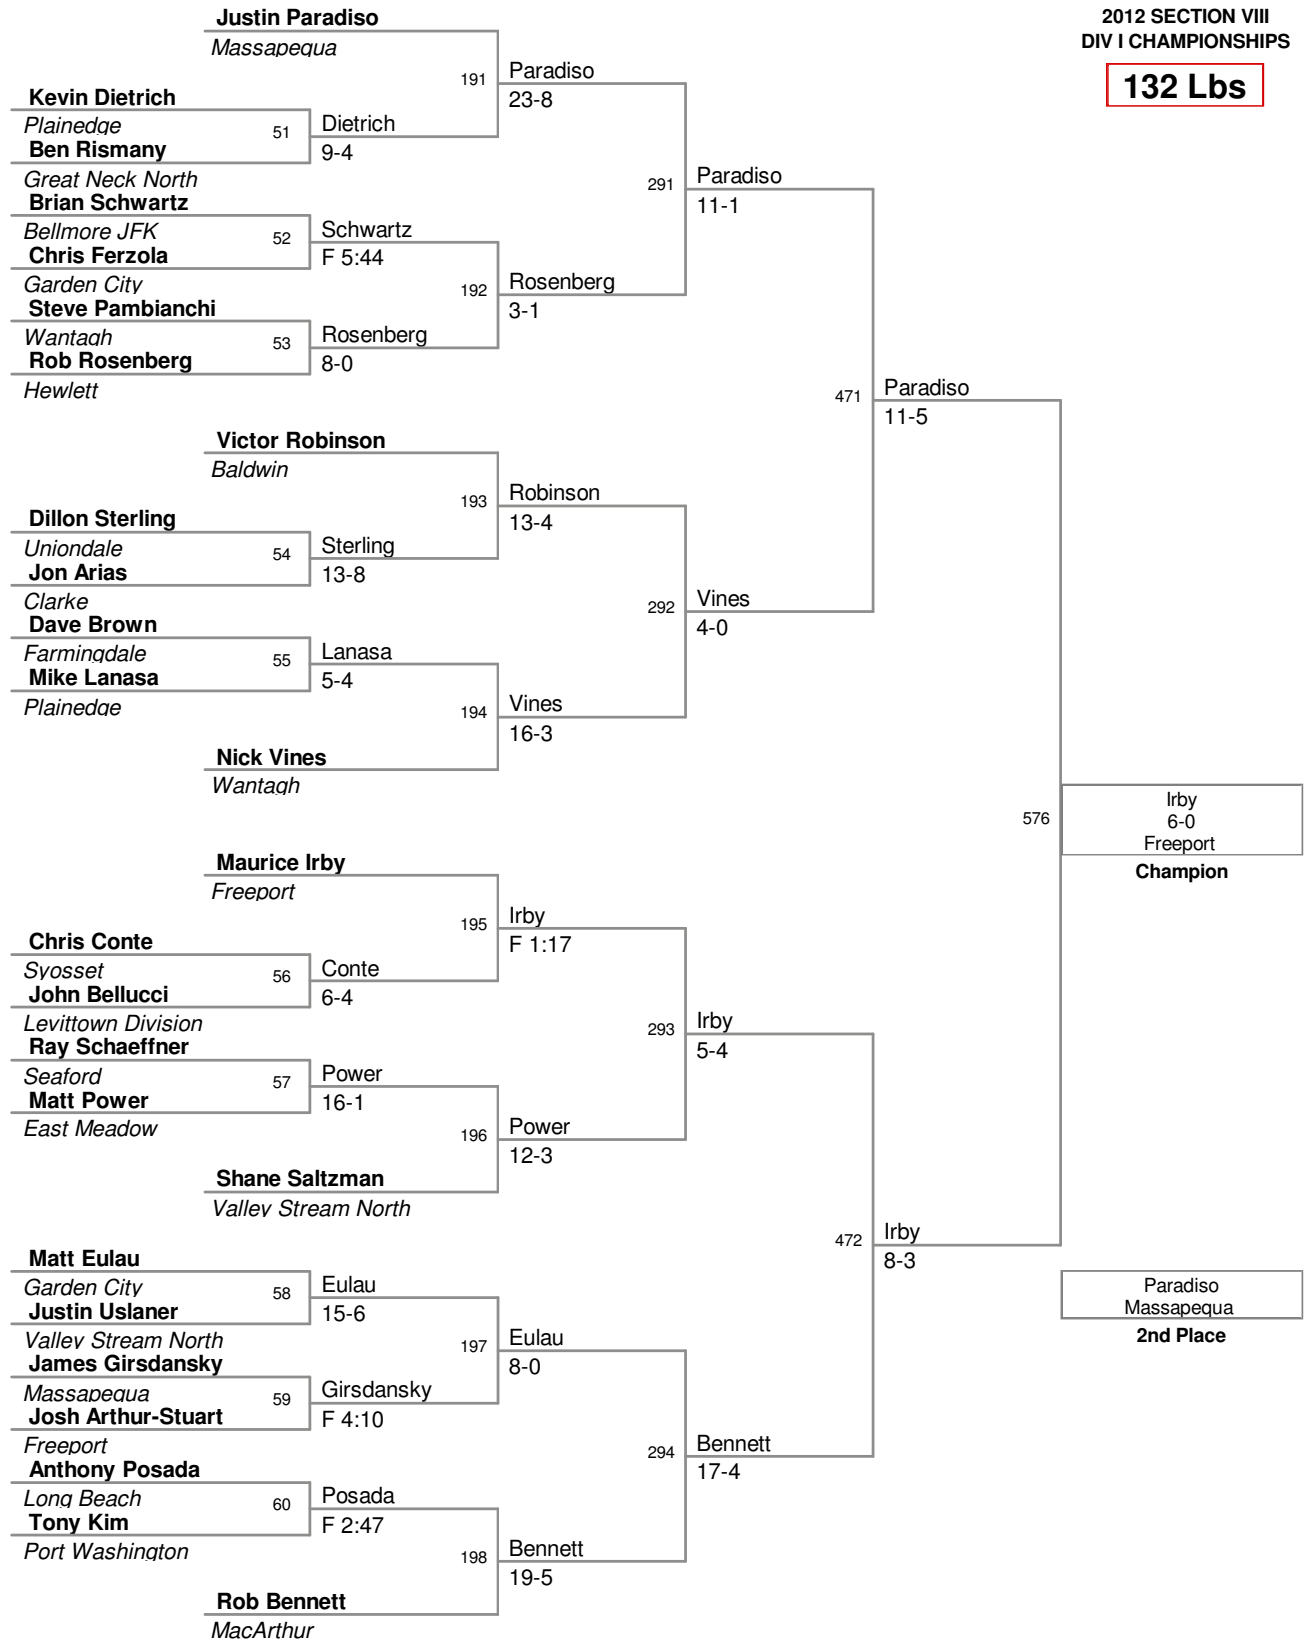 2012 SECTION VIII
DIV I CHAMPIONSHIPS
132 Lbs
Justin Paradiso
Massapequa
191
Paradiso
23-8
Kevin Dietrich
Plainedge
51
Dietrich
9-4
Ben Rismany
Great Neck North
291
Paradiso
11-1
Brian Schwartz
Bellmore JFK
52
Schwartz
F 5:44
Chris Ferzola
Garden City
192
Rosenberg
3-1
Steve Pambianchi
Wantagh
53
Rosenberg
8-0
Rob Rosenberg
Hewlett
471
Paradiso
11-5
Victor Robinson
Baldwin
193
Robinson
13-4
Dillon Sterling
Uniondale
54
Sterling
13-8
Jon Arias
Clarke
292
Vines
4-0
Dave Brown
Farmingdale
55
Lanasa
5-4
Mike Lanasa
Plainedge
194
Vines
16-3
Nick Vines
Wantagh
576
Irby
6-0
Freeport
Champion
Maurice Irby
Freeport
195
Irby
F 1:17
Chris Conte
Syosset
56
Conte
6-4
John Bellucci
Levittown Division
293
Irby
5-4
Ray Schaeffner
Seaford
57
Power
16-1
Matt Power
East Meadow
196
Power
12-3
Shane Saltzman
Valley Stream North
472
Irby
8-3
Matt Eulau
Garden City
58
Eulau
15-6
Justin Uslaner
Valley Stream North
197
Eulau
8-0
James Girsdansky
Massapequa
59
Girsdansky
F 4:10
Josh Arthur-Stuart
Freeport
294
Bennett
17-4
Anthony Posada
Long Beach
60
Posada
F 2:47
Tony Kim
Port Washington
198
Bennett
19-5
Rob Bennett
MacArthur
Paradiso
Massapequa
2nd Place